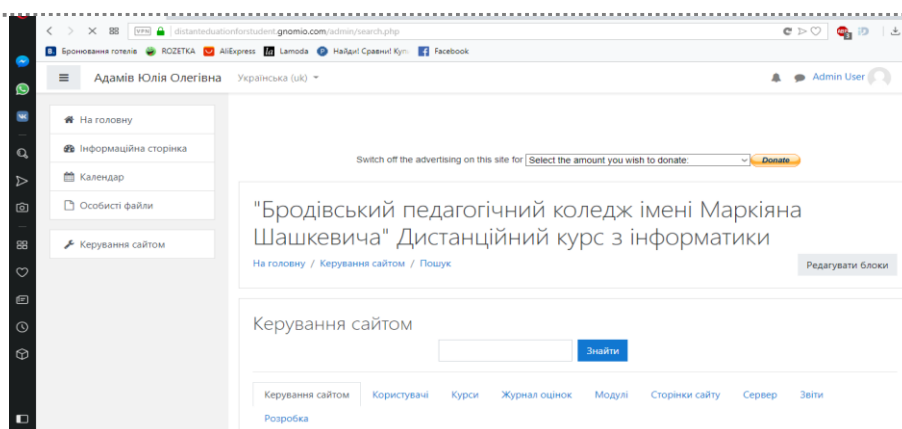 VPN distanteduationforstudent.gnomio.com/admin/search.php
B. Бронювання готелів ROZETKA AliExpress la Lamoda Найди! Сравни! Куп Facebook
Адамів Юлія Олегівна Українська (uk) Admin User
На головну
Інформаційна сторінка
Календар
Особисті файли
Керування сайтом
Switch off the advertising on this site for Select the amount you wish to donate: Donate
"Бродівський педагогічний коледж імені Маркіяна
Шашкевича" Дистанційний курс з інформатики
На головну / Керування сайтом / Пошук
Редагувати блоки
Керування сайтом
Знайти
Керування сайтом Користувачі Курси Журнал оцінок Модулі Сторінки сайту Сервер Звіти
Розробка